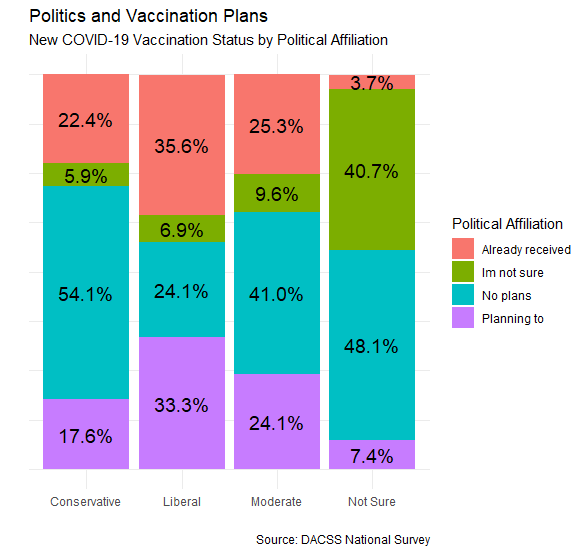 Politics and Vaccination Plans
New COVID-19 Vaccination Status by Political Affiliation
22.4% 35.6% 25.3% 3.7%
5.9% 6.9% 9.6% 40.7%
54.1% 24.1% 41.0% 48.1%
17.6% 33.3% 24.1% 7.4%
Conservative Liberal Moderate Not Sure
Political Affiliation
Already received
Im not sure
No plans
Planning to
Source: DACSS National Survey